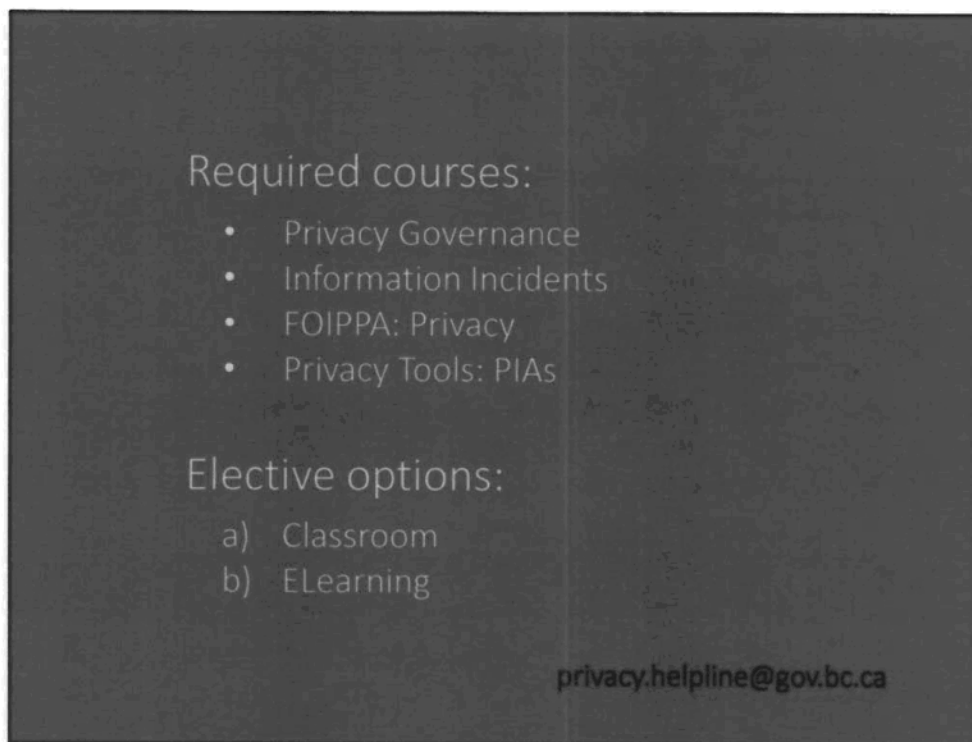 Required courses:
• Privacy Governance
• Information Incidents
• FOIPPA: Privacy
• Privacy Tools: PIAs
Elective options:
a) Classroom
b) ELearning
privacy.helpline@gov.bc.ca